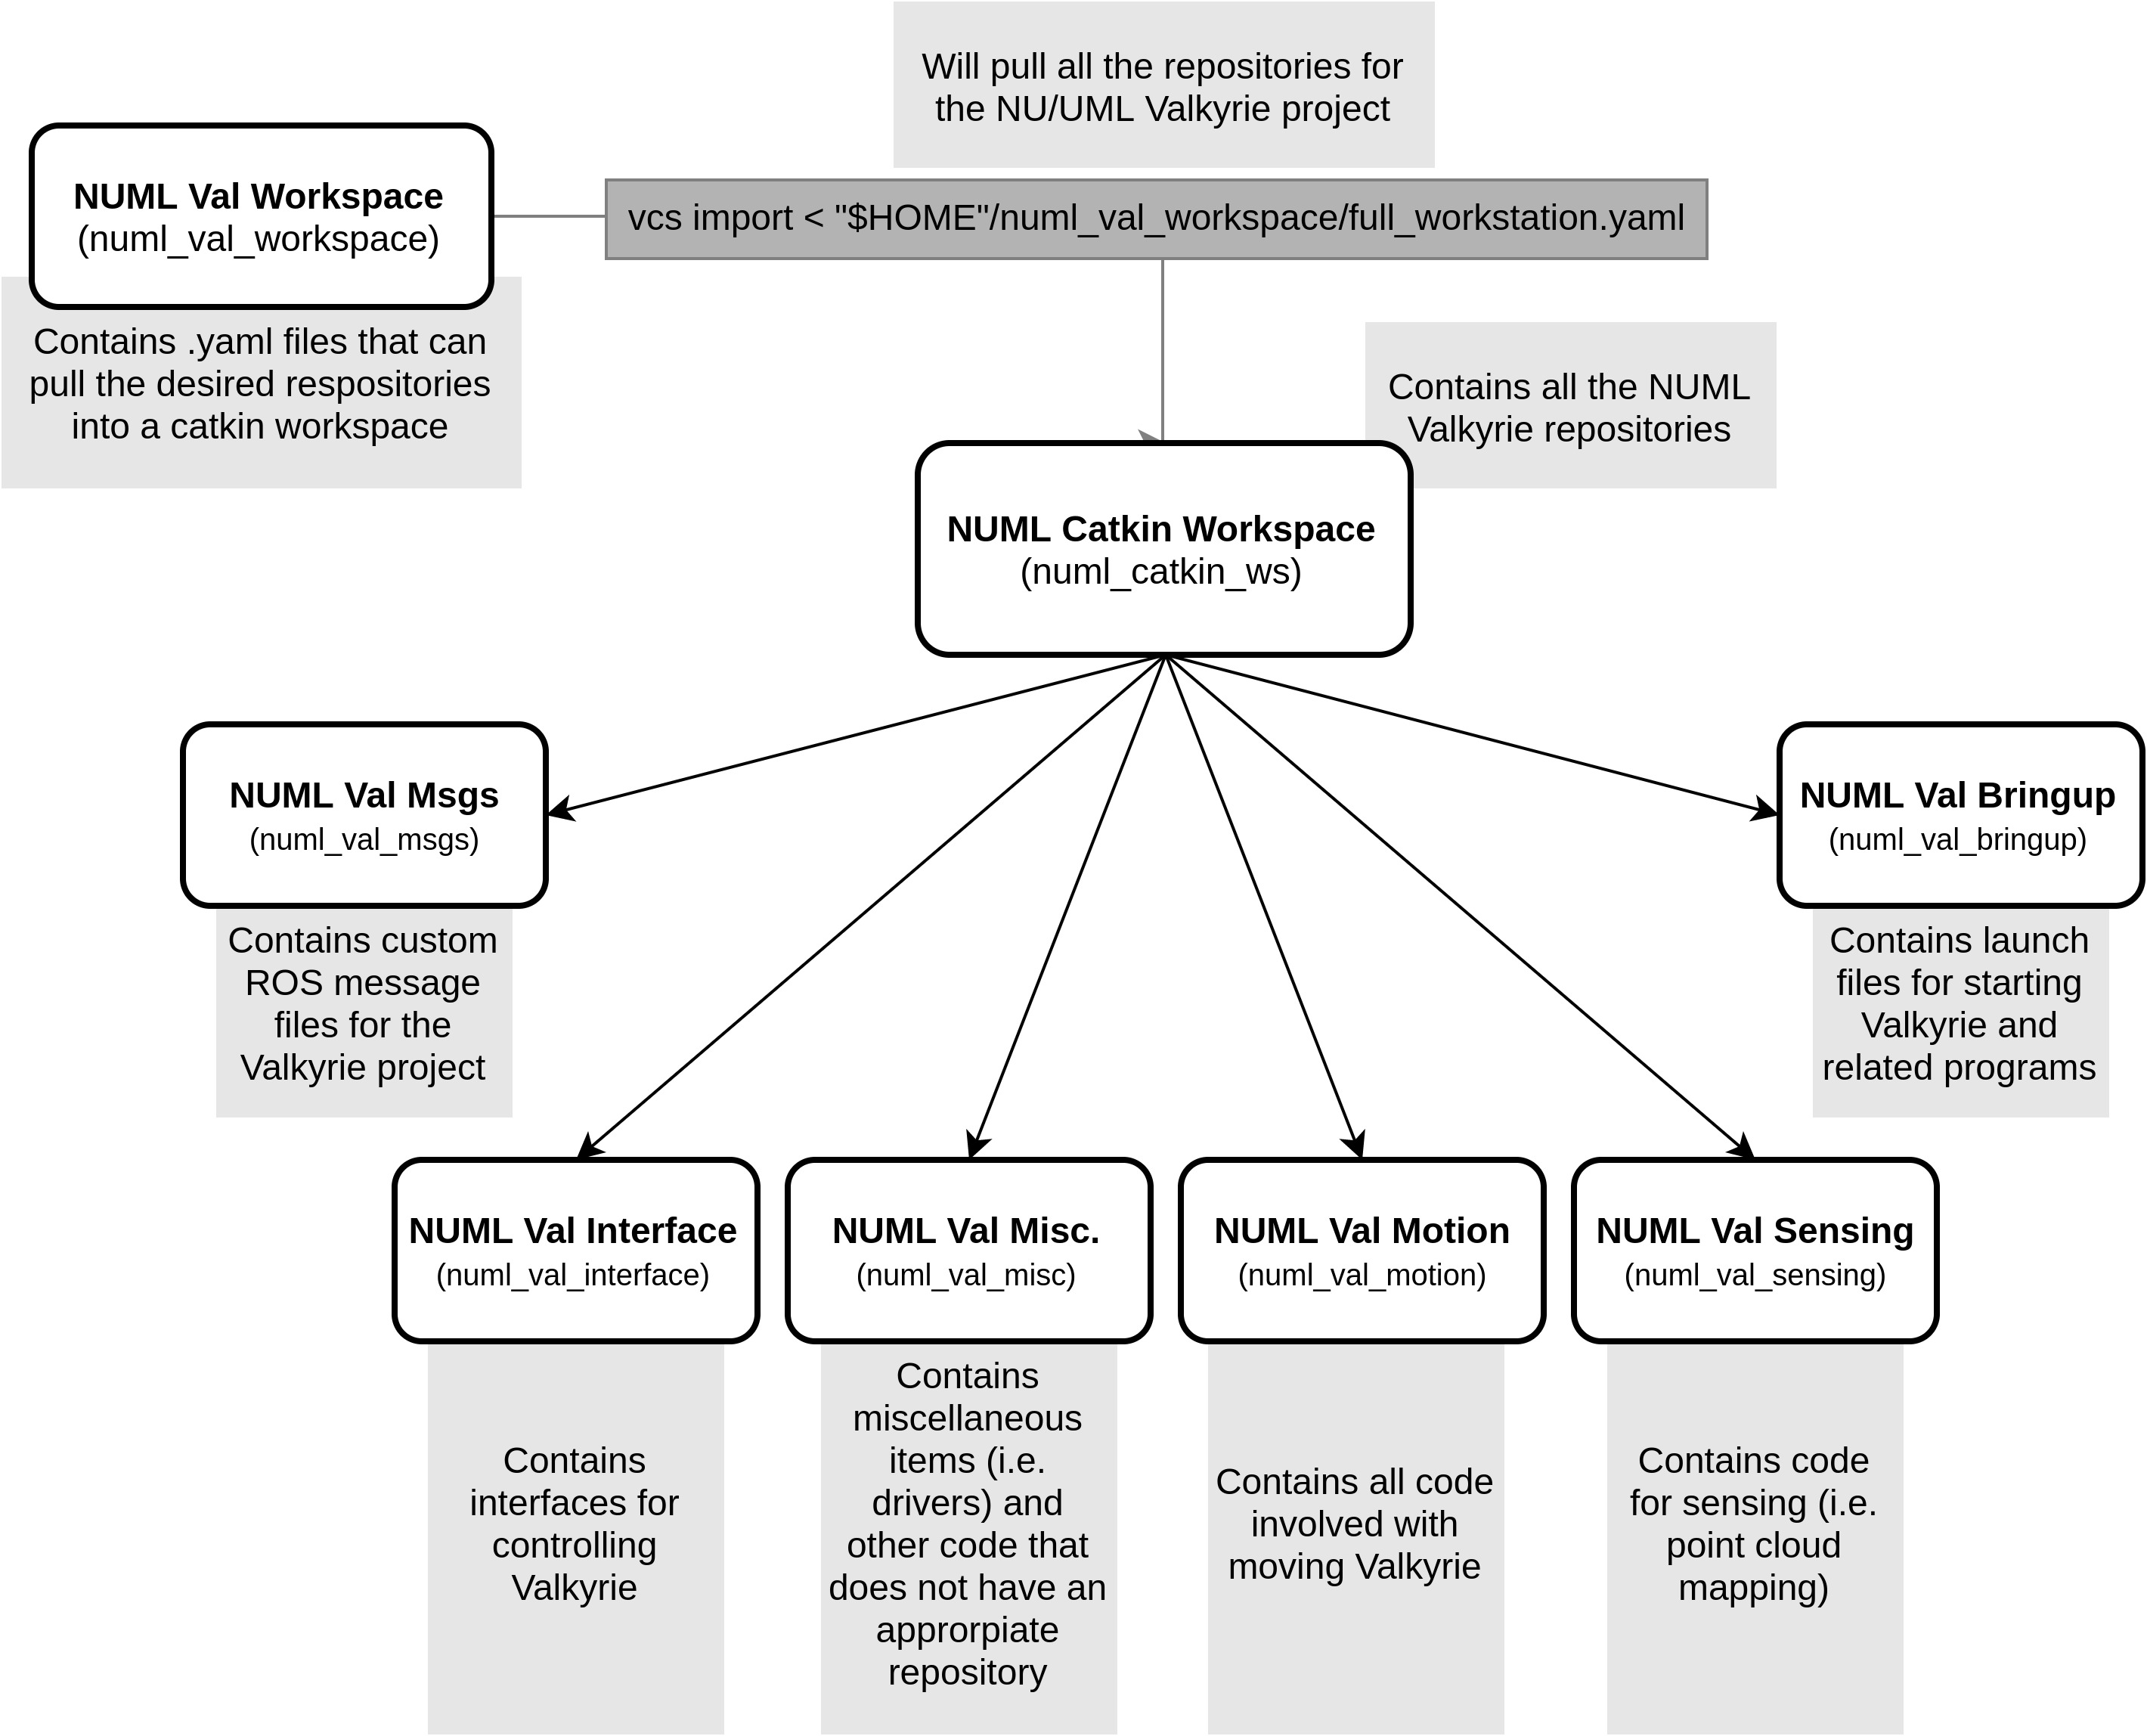 Will pull all the repositories for
the NU/UML Valkyrie project
NUML Val Workspace
(numl_val_workspace)
vcs import < "$HOME"/numl_val_workspace/full_workstation.yaml
Contains .yaml files that can
pull the desired respositories
into a catkin workspace
Contains all the NUML
Valkyrie repositories
NUML Catkin Workspace
(numl_catkin_ws)
NUML Val Msgs
(numl_val_msgs)
Contains custom
ROS message
files for the
Valkyrie project
NUML Val Bringup
(numl_val_bringup)
Contains launch
files for starting
Valkyrie and
related programs
NUML Val Interface
(numl_val_interface)
Contains
interfaces for
controlling
Valkyrie
NUML Val Misc.
(numl_val_misc)
Contains
miscellaneous
items (i.e.
drivers) and
other code that
does not have an
approrpiate
repository
NUML Val Motion
(numl_val_motion)
Contains all code
involved with
moving Valkyrie
NUML Val Sensing
(numl_val_sensing)
Contains code
for sensing (i.e.
point cloud
mapping)